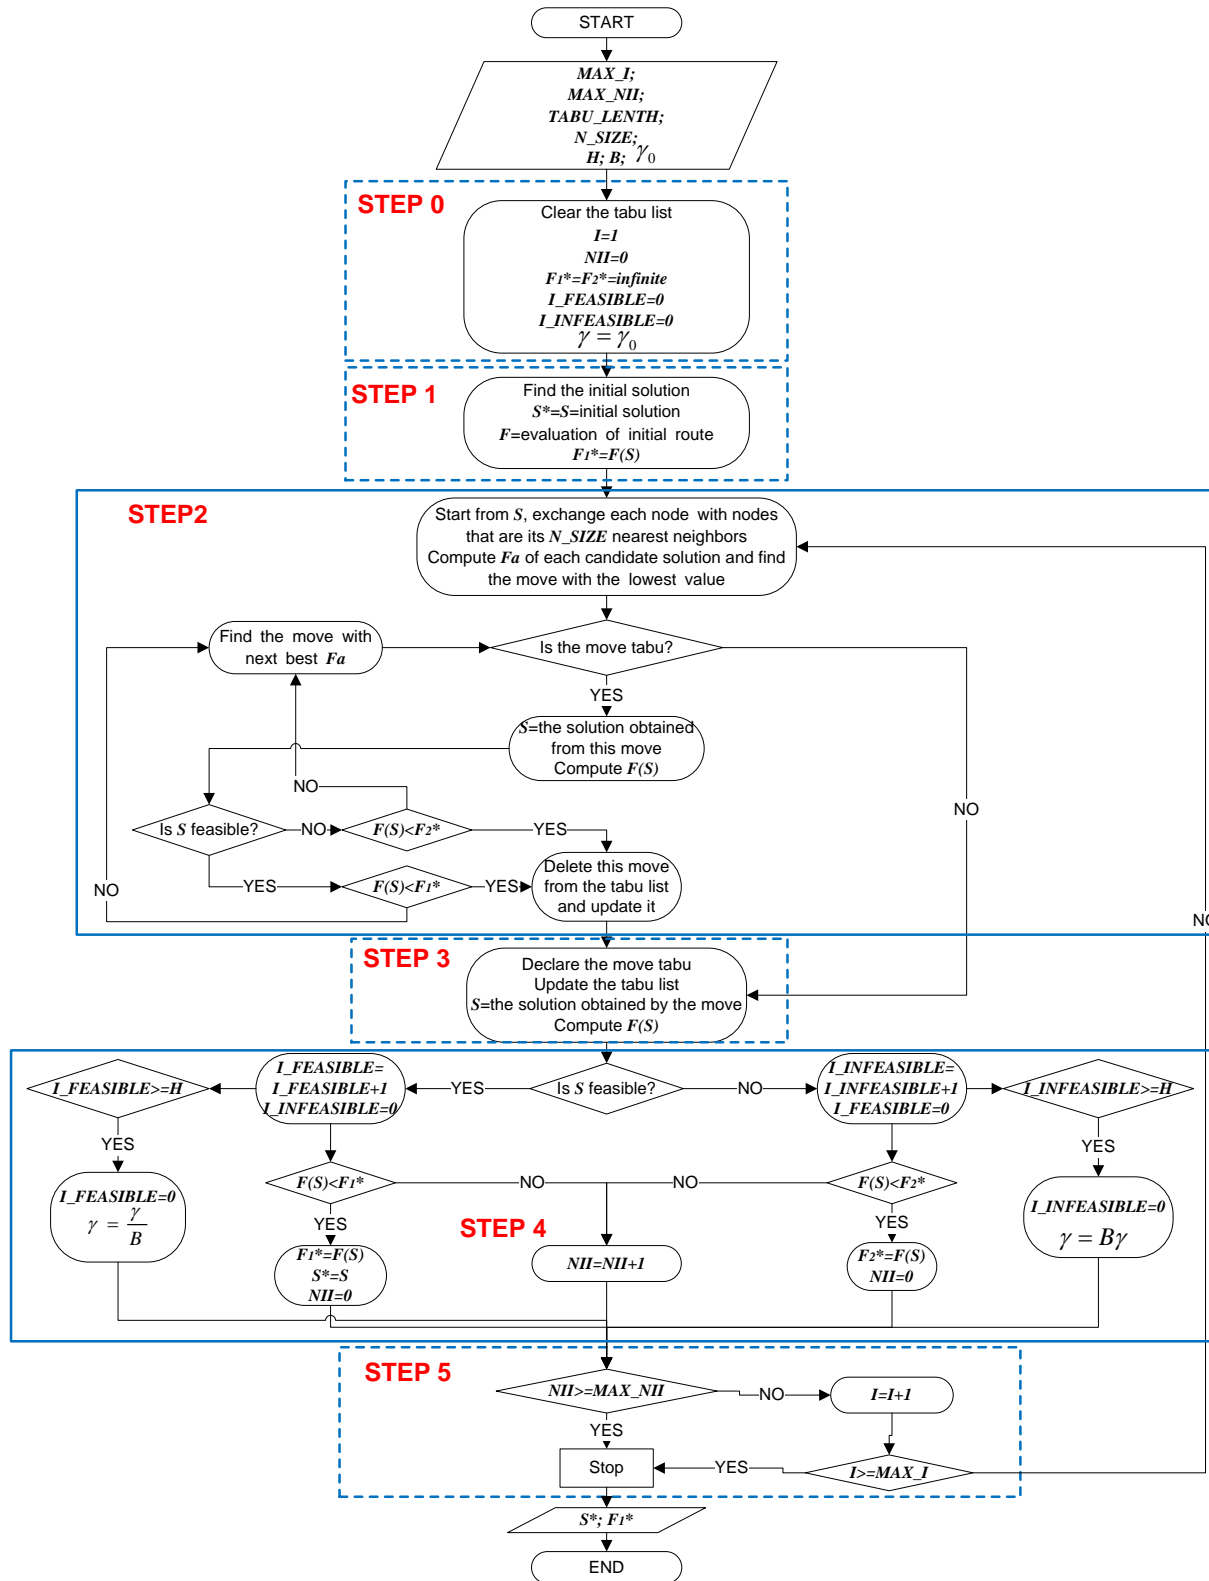 START
MAX_I;
MAX_NII;
TABU_LENTH;
N_SIZE;
H; B; γ0
STEP 0
Clear the tabu list
I=1
NII=0
F1*=F2*=infinite
I_FEASIBLE=0
I_INFEASIBLE=0
γ = γ0
STEP 1
Find the initial solution
S*=S=initial solution
F=evaluation of initial route
F1*=F(S)
STEP2
Start from S, exchange each node with nodes
that are its N_SIZE nearest neighbors
Compute Fa of each candidate solution and find
the move with the lowest value
Find the move with
next best Fa
Is the move tabu?
YES
S=the solution obtained
from this move
Compute F(S)
NO
NO
Is S feasible?
NO
F(S)<F2*
YES
Delete this move
from the tabu list
and update it
YES
F(S)<F1*
YES
NO
NO
STEP 3
Declare the move tabu
Update the tabu list
S=the solution obtained by the move
Compute F(S)
I_FEASIBLE>=H
I_FEASIBLE=
I_FEASIBLE+1
I_INFEASIBLE=0
YES
Is S feasible?
NO
I_INFEASIBLE=
I_INFEASIBLE+1
I_FEASIBLE=0
I_INFEASIBLE>=H
YES
YES
I_FEASIBLE=0
γ = γ/B
F(S)<F1*
NO
NO
F(S)<F2*
YES
YES
STEP 4
I_INFEASIBLE=0
γ = Bγ
F1*=F(S)
S*=S
NII=0
NII=NII+1
F2*=F(S)
NII=0
STEP 5
NII>=MAX_NII
NO
I=I+1
YES
Stop
YES
I>=MAX_I
S*; F1*
END